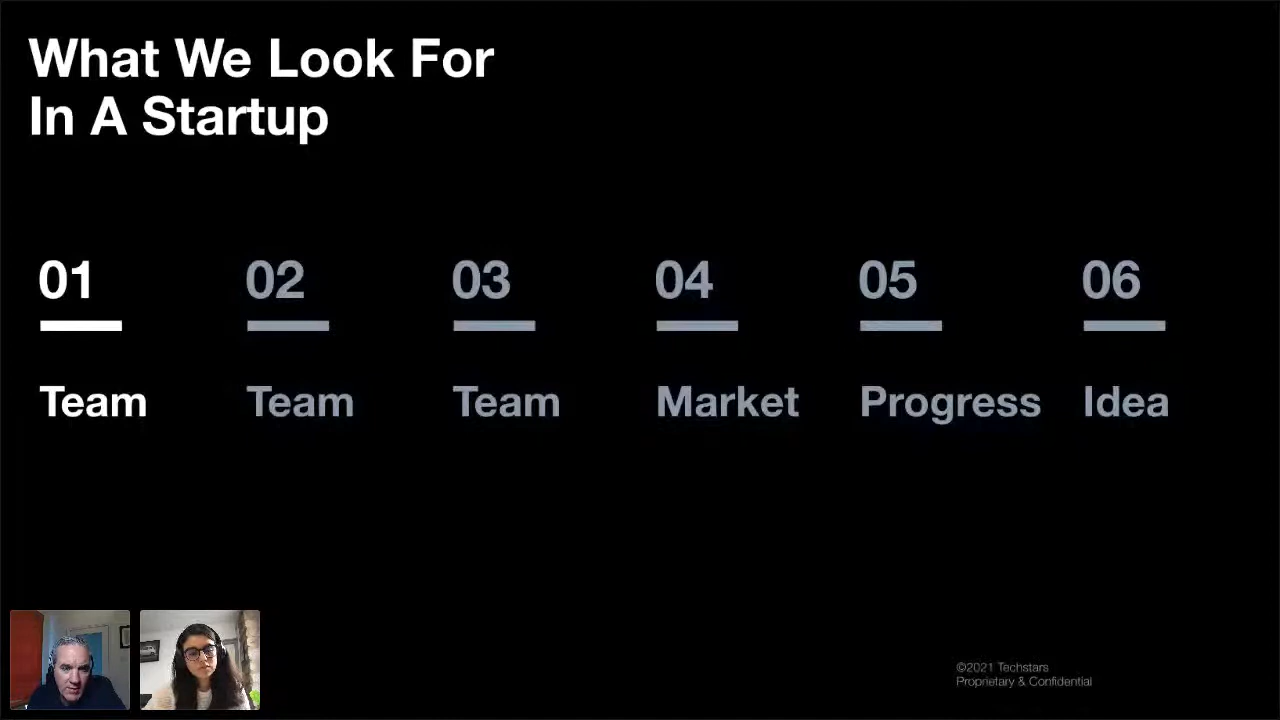 What We Look For
In A Startup
01
02
03
04
05
06
Team
Team
Team
Market
Progress
Idea
©2021 Techstars
Proprietary & Confidential